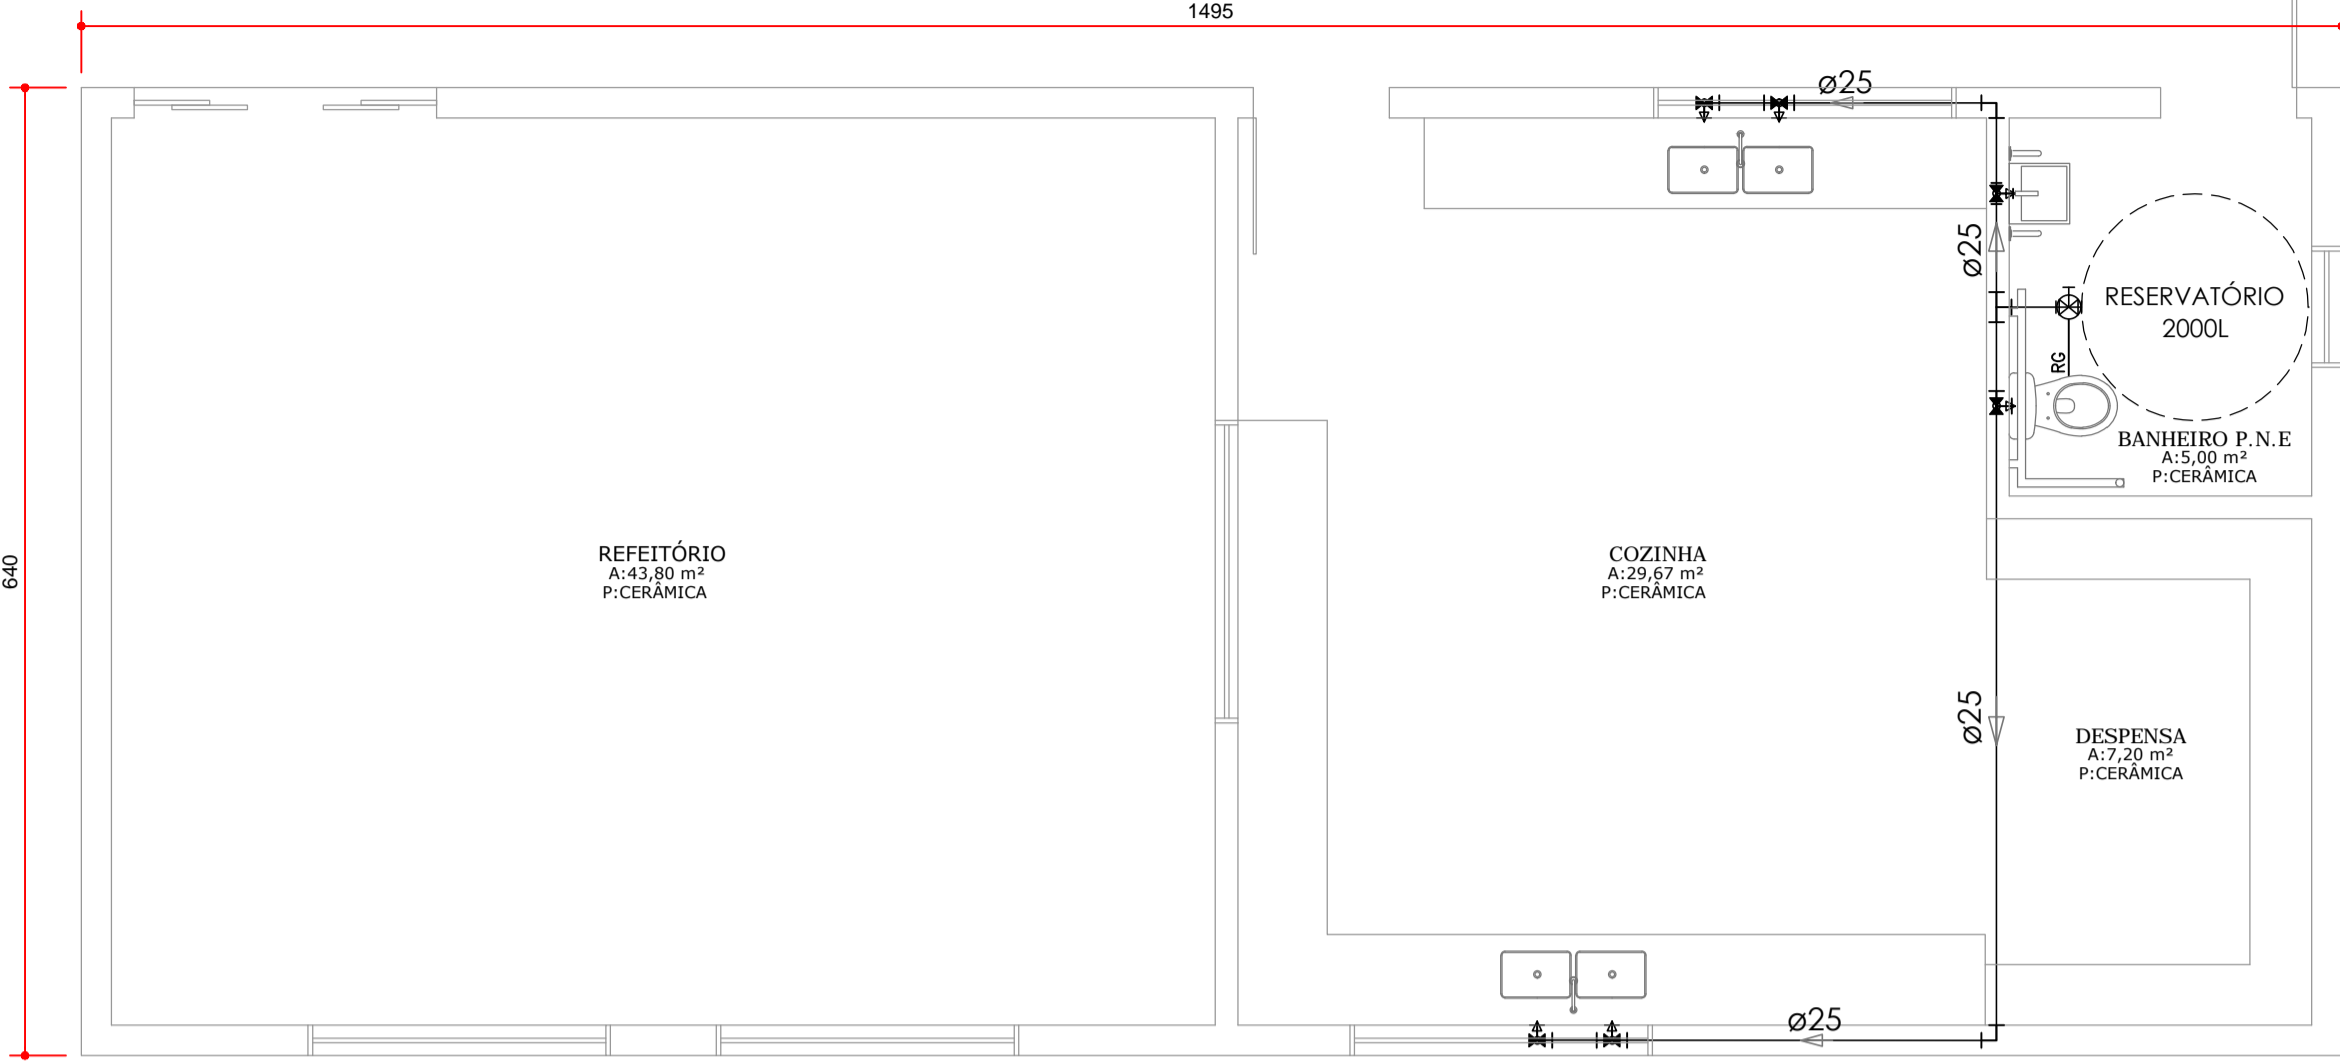 1495
ø25
ø25
RESERVATÓRIO
2000L
RG
BANHEIRO P.N.E
A:5,00 m²
P:CERÂMICA
640
REFEITÓRIO
A:43,80 m²
P:CERÂMICA
COZINHA
A:29,67 m²
P:CERÂMICA
ø25
DESPENSA
A:7,20 m²
P:CERÂMICA
ø25